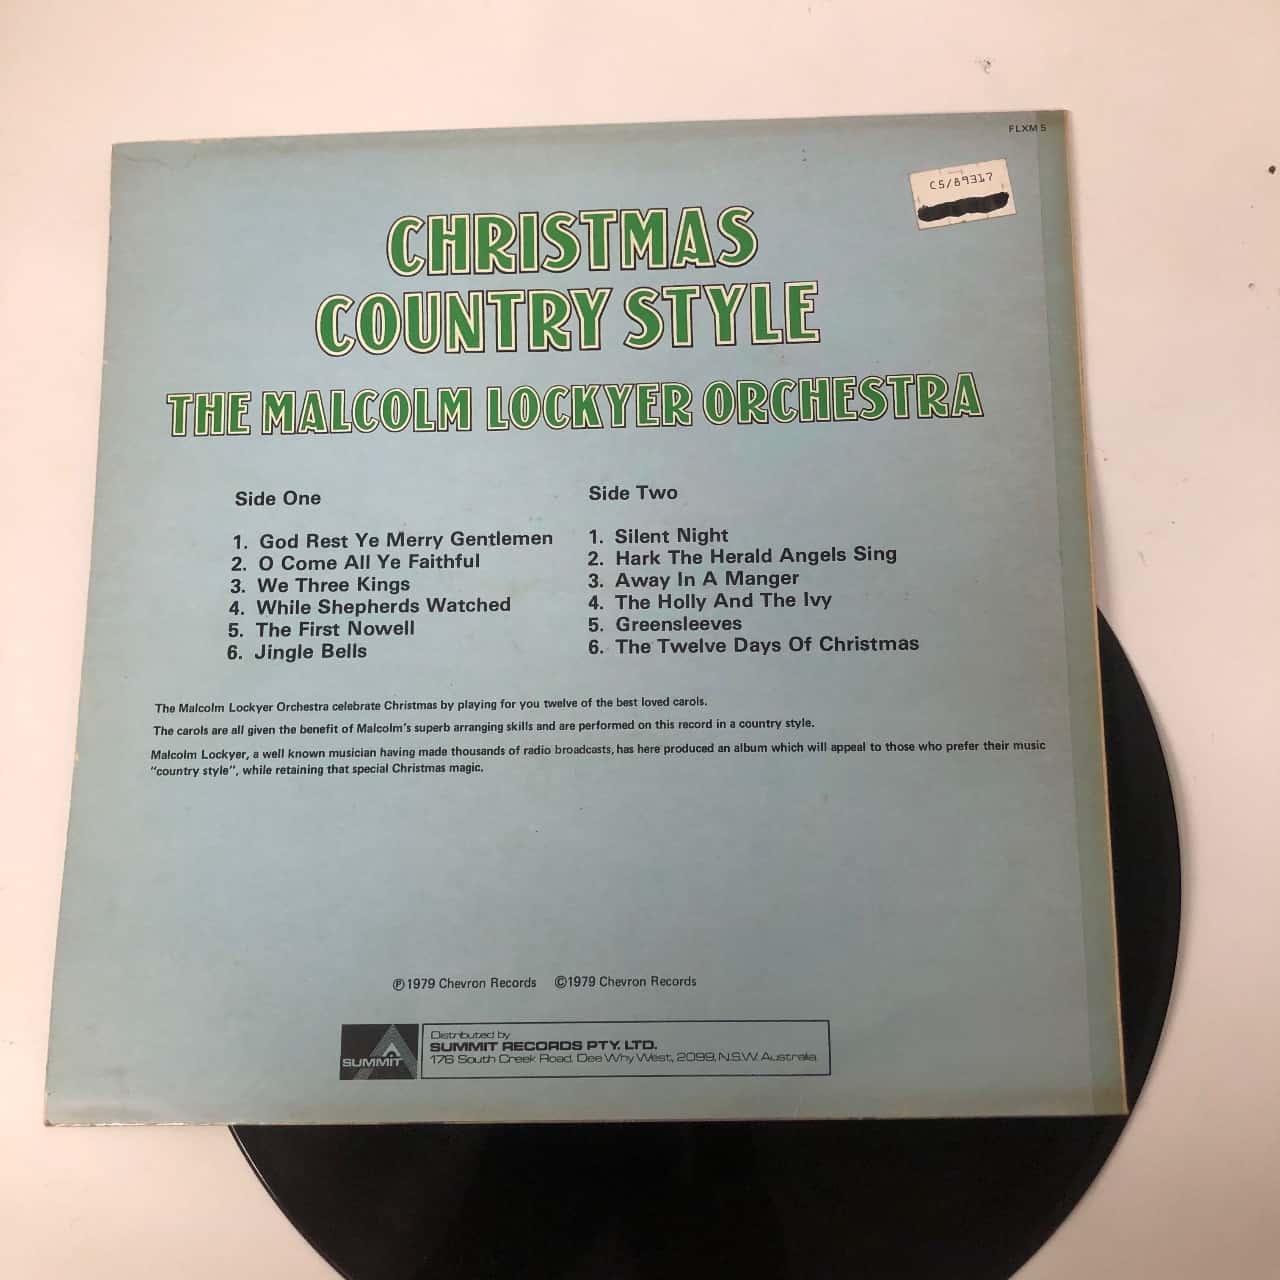 FLXM 5
CS/89317
CHRISTMAS
COUNTRY STYLE
THE MALCOLM LOCKYER ORCHESTRA
Side One
1. God Rest Ye Merry Gentlemen
2. O Come All Ye Faithful
3. We Three Kings
4. While Shepherds Watched
5. The First Nowell
6. Jingle Bells
Side Two
1. Silent Night
2. Hark The Herald Angels Sing
3. Away In A Manger
4. The Holly And The Ivy
5. Greensleeves
6. The Twelve Days Of Christmas
The Malcolm Lockyer Orchestra celebrate Christmas by playing for you twelve of the best loved carols.
The carols are all given the benefit of Malcolm's superb arranging skills and are performed on this record in a country style.
Malcolm Lockyer, a well known musician having made thousands of radio broadcasts, has here produced an album which will appeal to those who prefer their music
"country style", while retaining that special Christmas magic.
℗1979 Chevron Records ©1979 Chevron Records
SUMMIT
Distributed by
SUMMIT RECORDS PTY. LTD.
176 South Creek Road, Dee Why West, 2099, N.S.W. Australia